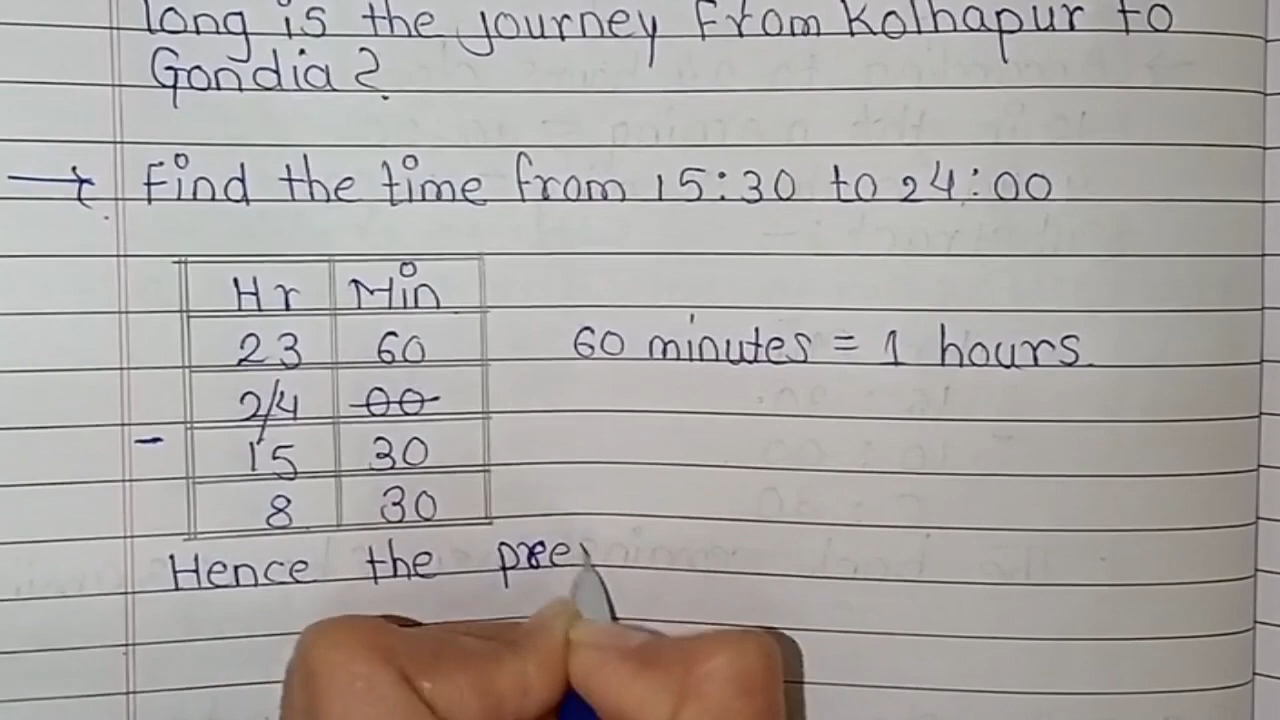 long is the journey from Kolhapur to
Gondia?
→ Find the time from 15:30 to 24:00
Hr Min
23 60 60 minutes = 1 hours.
24 00
- 15 30
8 30
Hence the